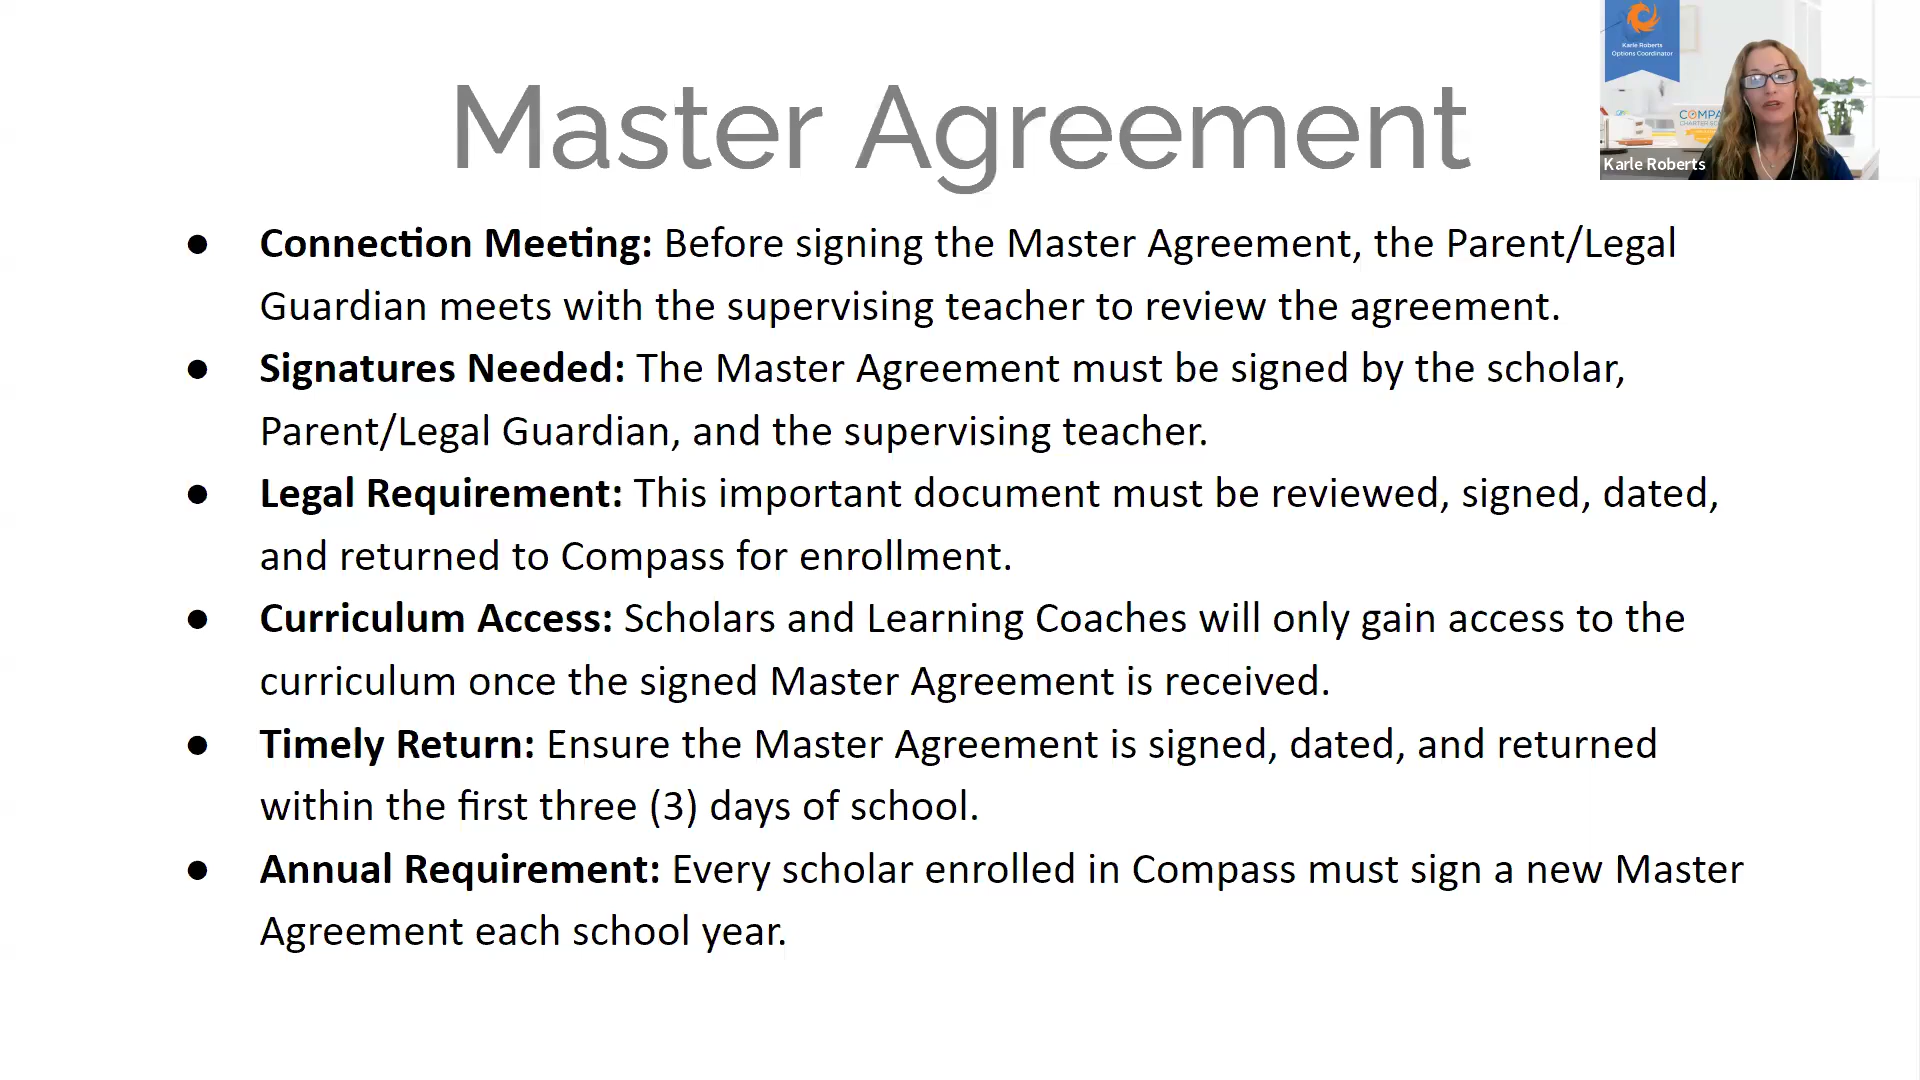 Master Agreement
Karle Roberts
Options Coordinator
Karle Roberts
● Connection Meeting: Before signing the Master Agreement, the Parent/Legal
Guardian meets with the supervising teacher to review the agreement.
● Signatures Needed: The Master Agreement must be signed by the scholar,
Parent/Legal Guardian, and the supervising teacher.
● Legal Requirement: This important document must be reviewed, signed, dated,
and returned to Compass for enrollment.
● Curriculum Access: Scholars and Learning Coaches will only gain access to the
curriculum once the signed Master Agreement is received.
● Timely Return: Ensure the Master Agreement is signed, dated, and returned
within the first three (3) days of school.
● Annual Requirement: Every scholar enrolled in Compass must sign a new Master
Agreement each school year.